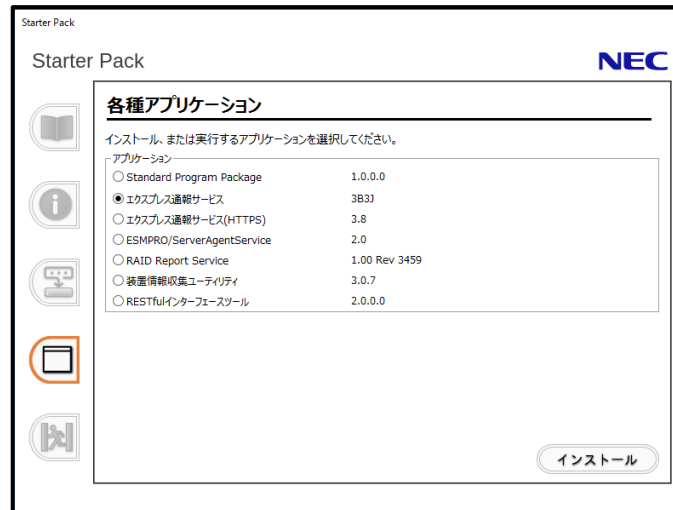 Starter Pack
Starter Pack
NEC
各種アプリケーション
インストール、または実行するアプリケーションを選択してください。
アプリケーション
Standard Program Package 1.0.0.0
エクスプレス通報サービス 3B3J
エクスプレス通報サービス(HTTPS) 3.8
ESMPRO/ServerAgentService 2.0
RAID Report Service 1.00 Rev 3459
装置情報収集ユーティリティ 3.0.7
RESTfulインターフェースツール 2.0.0.0
インストール